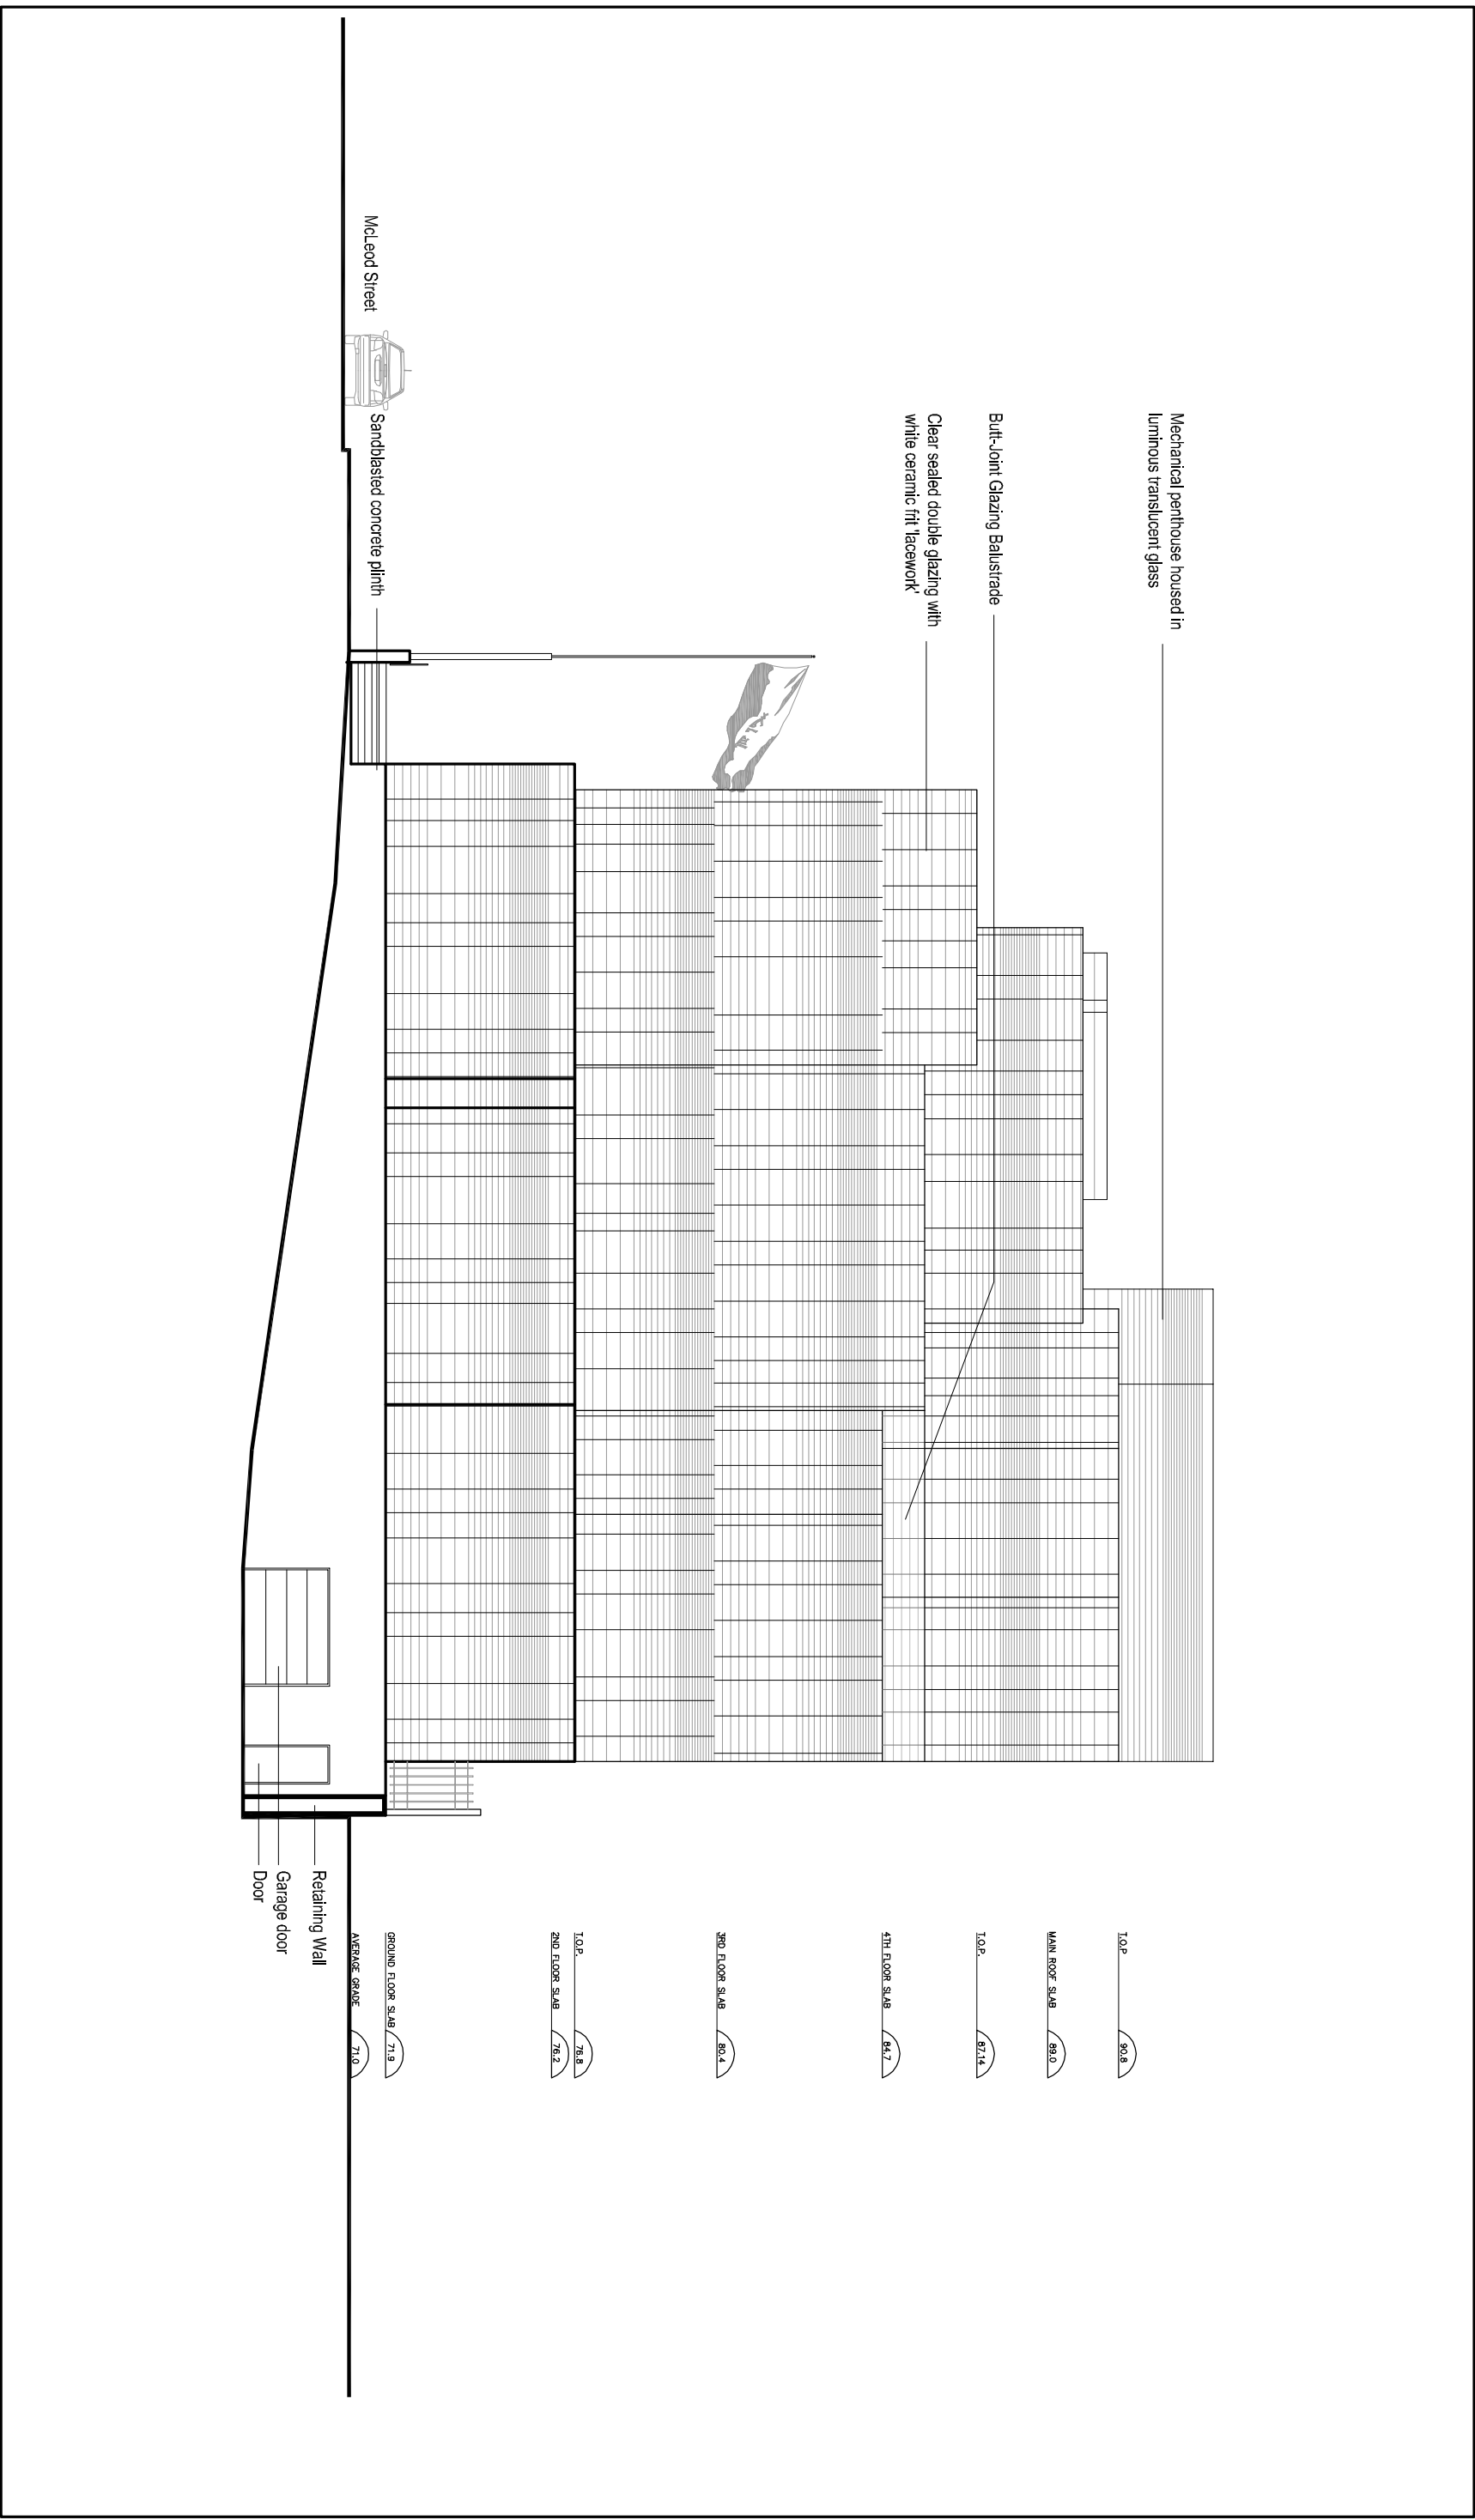 Mechanical penthouse housed in
luminous translucent glass
Butt-Joint Glazing Balustrade
Clear sealed double glazing with
white ceramic frit 'lacework'
McLeod Street
Sandblasted concrete plinth
T.O.P 90.8
MAIN ROOF SLAB 89.0
T.O.P. 87.14
4TH FLOOR SLAB 84.7
3RD FLOOR SLAB 80.4
T.O.P. 76.8
2ND FLOOR SLAB 76.2
GROUND FLOOR SLAB 71.9
AVERAGE GRADE 71.0
Retaining Wall
Garage door
Door